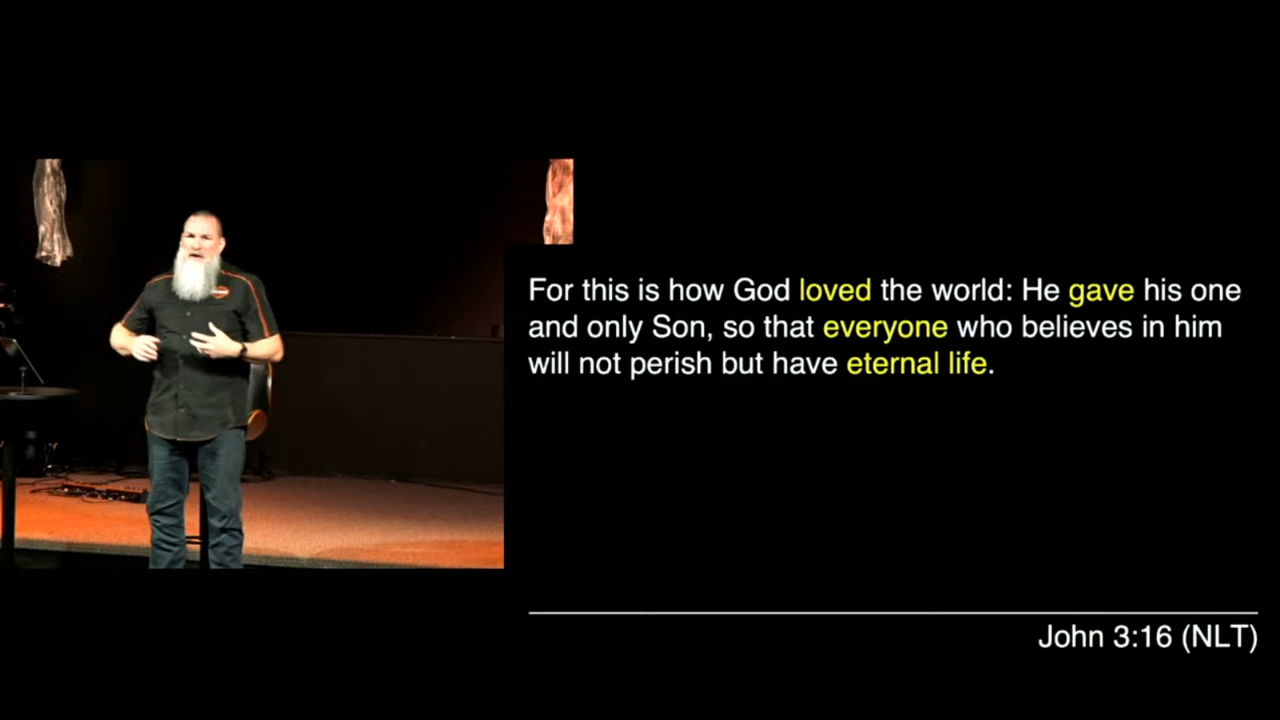 For this is how God loved the world: He gave his one
and only Son, so that everyone who believes in him
will not perish but have eternal life.
John 3:16 (NLT)